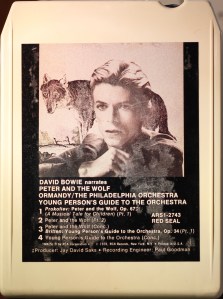 DAVID BOWIE narrates
PETER AND THE WOLF
ORMANDY/THE PHILADELPHIA ORCHESTRA
YOUNG PERSON'S GUIDE TO THE ORCHESTRA
1 Prokofiev: Peter and the Wolf, Op. 67
(A Musical Tale for Children) (Pt. 1)
ARS1-2743
2 Peter and the Wolf (Pt. 2)
RED SEAL
3 Peter and the Wolf (Conc.)
Britten: Young Person's Guide to the Orchestra, Op. 34 (Pt. 1)
4 Young Person's Guide to the Orchestra (Conc.)
Producer: Jay David Saks • Recording Engineer: Paul Goodman